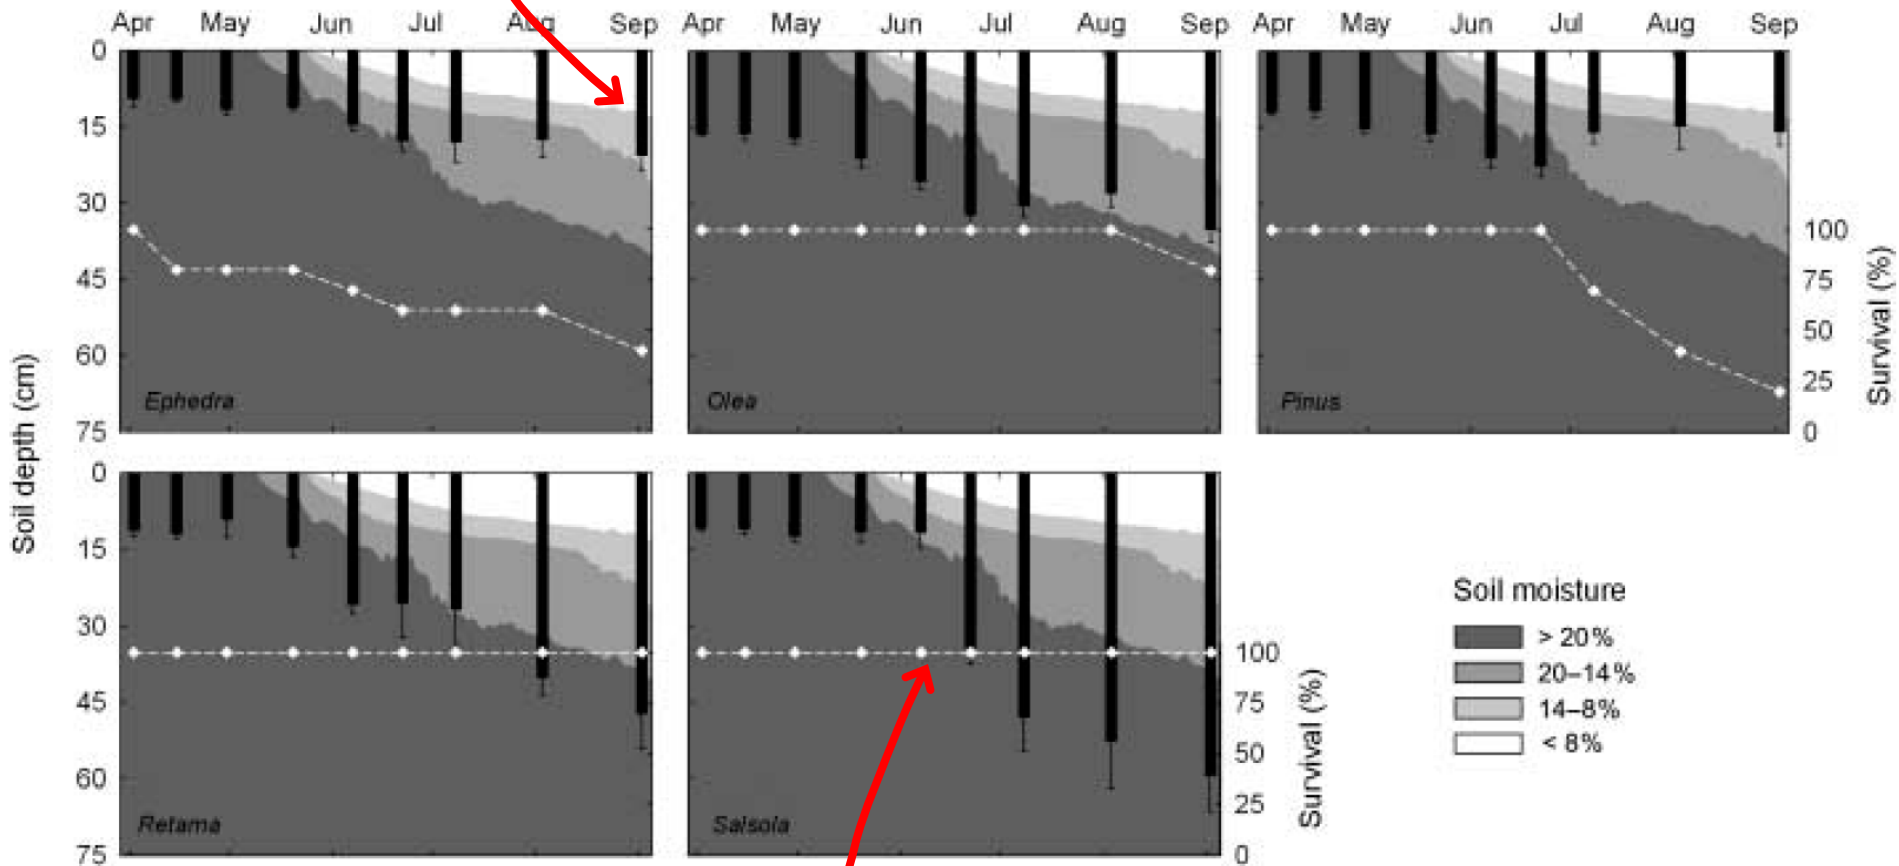 Apr May Jun Jul Aug Sep Apr May Jun Jul Aug Sep Apr May Jun Jul Aug Sep
0
15
30
45
60
75
Ephedra
Olea
Pinus
100
75
50
25
0
Survival (%)
Soil depth (cm)
0
15
30
45
60
75
Retama
Salsola
100
75
50
25
0
Survival (%)
Soil moisture
> 20%
20–14%
14–8%
< 8%